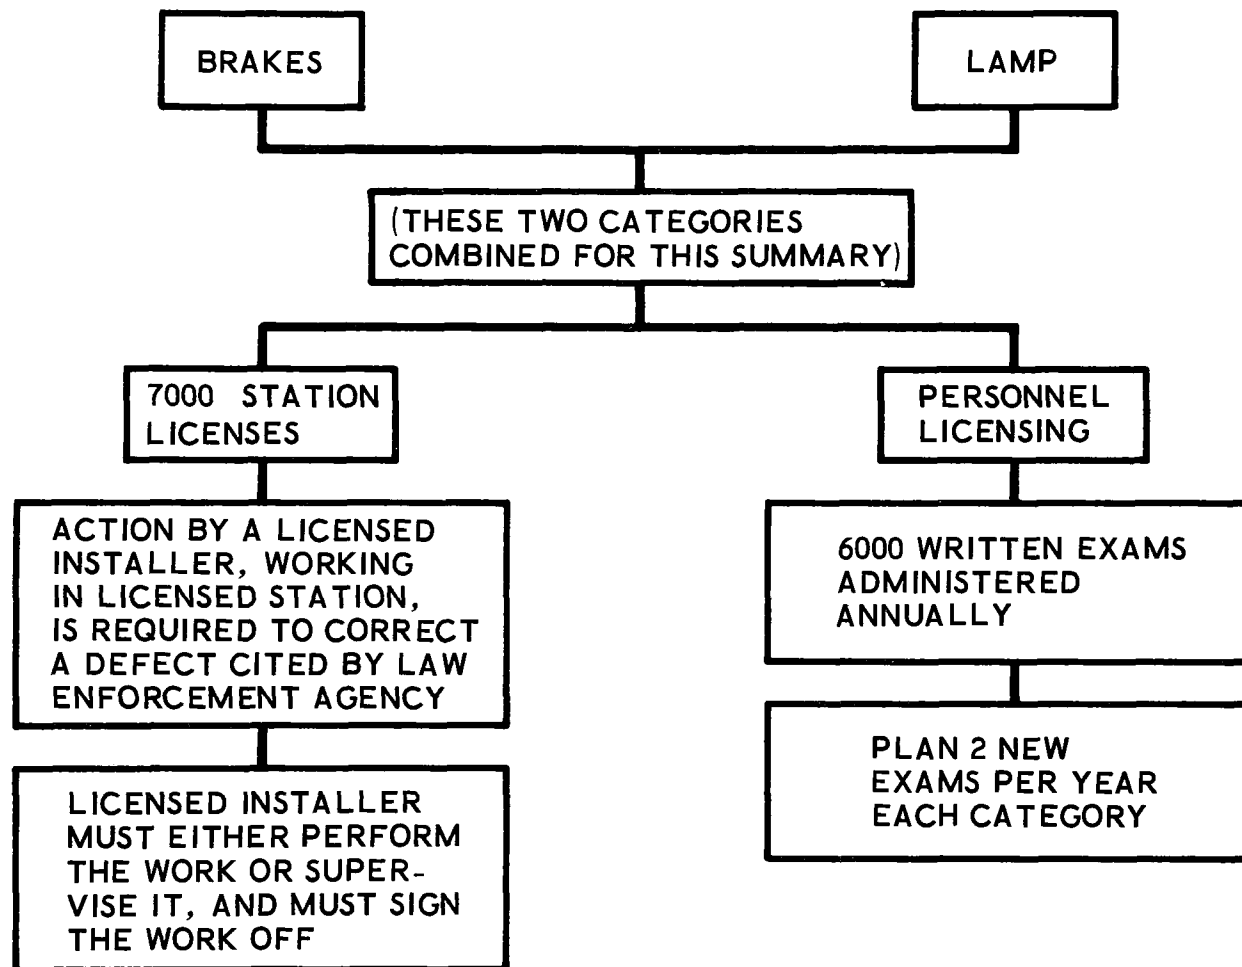 BRAKES
LAMP
(THESE TWO CATEGORIES
COMBINED FOR THIS SUMMARY)
7000 STATION
LICENSES
PERSONNEL
LICENSING
ACTION BY A LICENSED
INSTALLER, WORKING
IN LICENSED STATION,
IS REQUIRED TO CORRECT
A DEFECT CITED BY LAW
ENFORCEMENT AGENCY
6000 WRITTEN EXAMS
ADMINISTERED
ANNUALLY
LICENSED INSTALLER
MUST EITHER PERFORM
THE WORK OR SUPER-
VISE IT, AND MUST SIGN
THE WORK OFF
PLAN 2 NEW
EXAMS PER YEAR
EACH CATEGORY